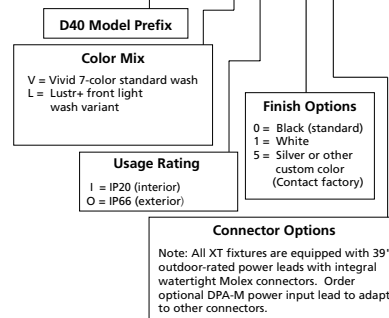 D40 Model Prefix
Color Mix
V = Vivid 7-color standard wash
L = Lustr+ front light
wash variant
Finish Options
0 = Black (standard)
1 = White
5 = Silver or other
custom color
(Contact factory)
Usage Rating
I = IP20 (interior)
O = IP66 (exterior)
Connector Options
Note: All XT fixtures are equipped with 39"
outdoor-rated power leads with integral
watertight Molex connectors. Order
optional DPA-M power input lead to adapt
to other connectors.